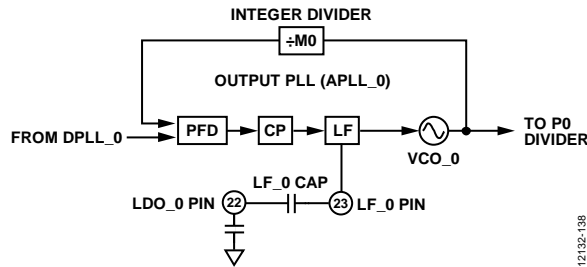 INTEGER DIVIDER
÷M0
OUTPUT PLL (APLL_0)
FROM DPLL_0
PFD
CP
LF
VCO_0
TO P0
DIVIDER
LF_0 CAP
LDO_0 PIN
22
23
LF_0 PIN
12132-138